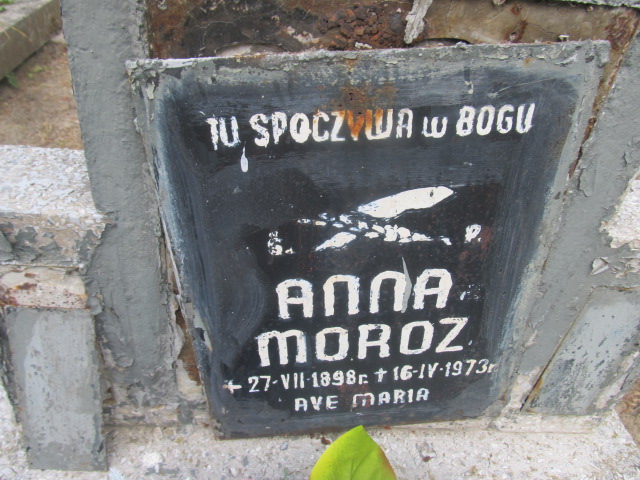 TU SPOCZYWA W BOGU
Ś. P.
ANNA
MOROZ
+ 27-VII-1898r. + 16-IV-1973r
AVE MARIA